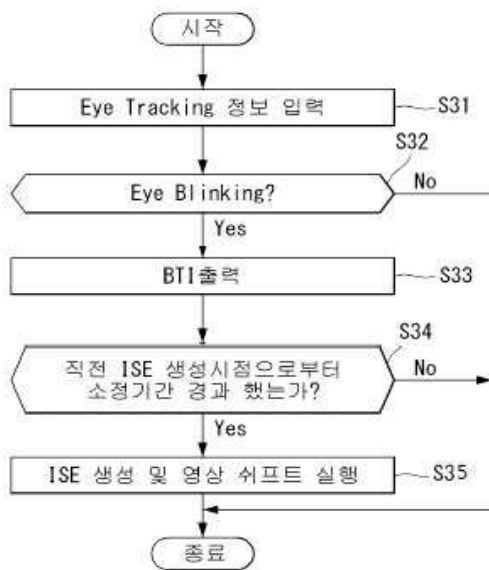 시작
Eye Tracking 정보 입력
S31
S32
Eye Blinking?
No
Yes
BTI출력
S33
S34
직전 ISE 생성시점으로부터
소정기간 경과 했는가?
No
Yes
ISE 생성 및 영상 쉬프트 실행
S35
종료